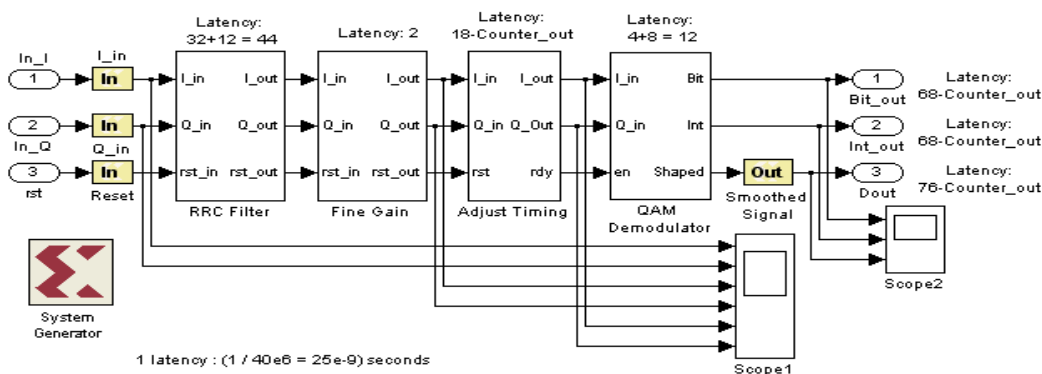 Latency:
32+12 = 44
Latency: 2
Latency:
18-Counter_out
Latency:
4+8 = 12
In_I
1
I_in
In
I_in
I_out
I_in
I_out
I_in
I_out
I_in
Bit
1
Bit_out
Latency:
68-Counter_out
2
In_Q
In
Q_in
Q_in
Q_out
Q_in
Q_out
Q_in
Q_Out
Q_in
Int
2
Int_out
Latency:
68-Counter_out
3
rst
In
Reset
rst_in
rst_out
rst_in
rst_out
rst
rdy
en
Shaped
Out
Smoothed
Signal
3
Dout
Latency:
76-Counter_out
RRC Filter
Fine Gain
Adjust Timing
QAM
Demodulator
Scope2
System
Generator
1 latency : (1 / 40e6 = 25e-9) seconds
Scope1